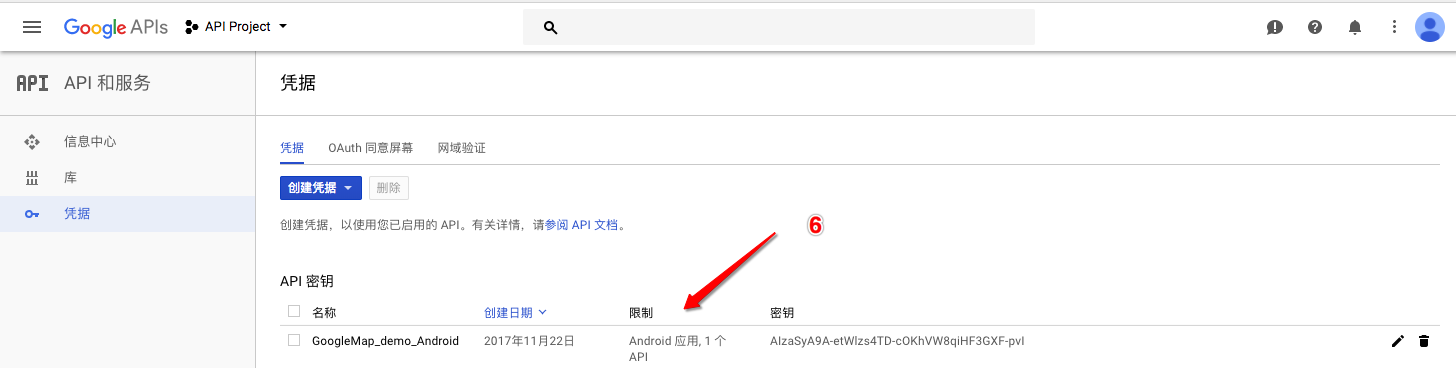 Google APIs API Project
API API 和服务 凭据
信息中心
库
凭据
凭据 OAuth 同意屏幕 网域验证
创建凭据 删除
创建凭据，以使用您已启用的 API。有关详情，请参阅 API 文档。
6
API 密钥
名称 创建日期 限制 密钥
GoogleMap_demo_Android 2017年11月22日 Android 应用, 1 个 API AIzaSyA9A-etWlzs4TD-cOKhVW8qiHF3GXF-pvI